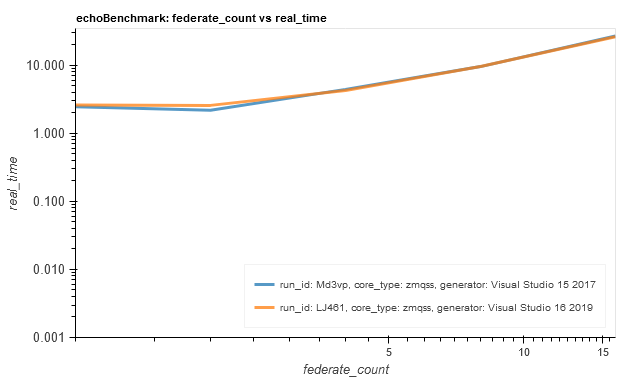 echoBenchmark: federate_count vs real_time
10.000
1.000
0.100
0.010
0.001
real_time
run_id: Md3vp, core_type: zmqss, generator: Visual Studio 15 2017
run_id: LJ461, core_type: zmqss, generator: Visual Studio 16 2019
5
10
15
federate_count